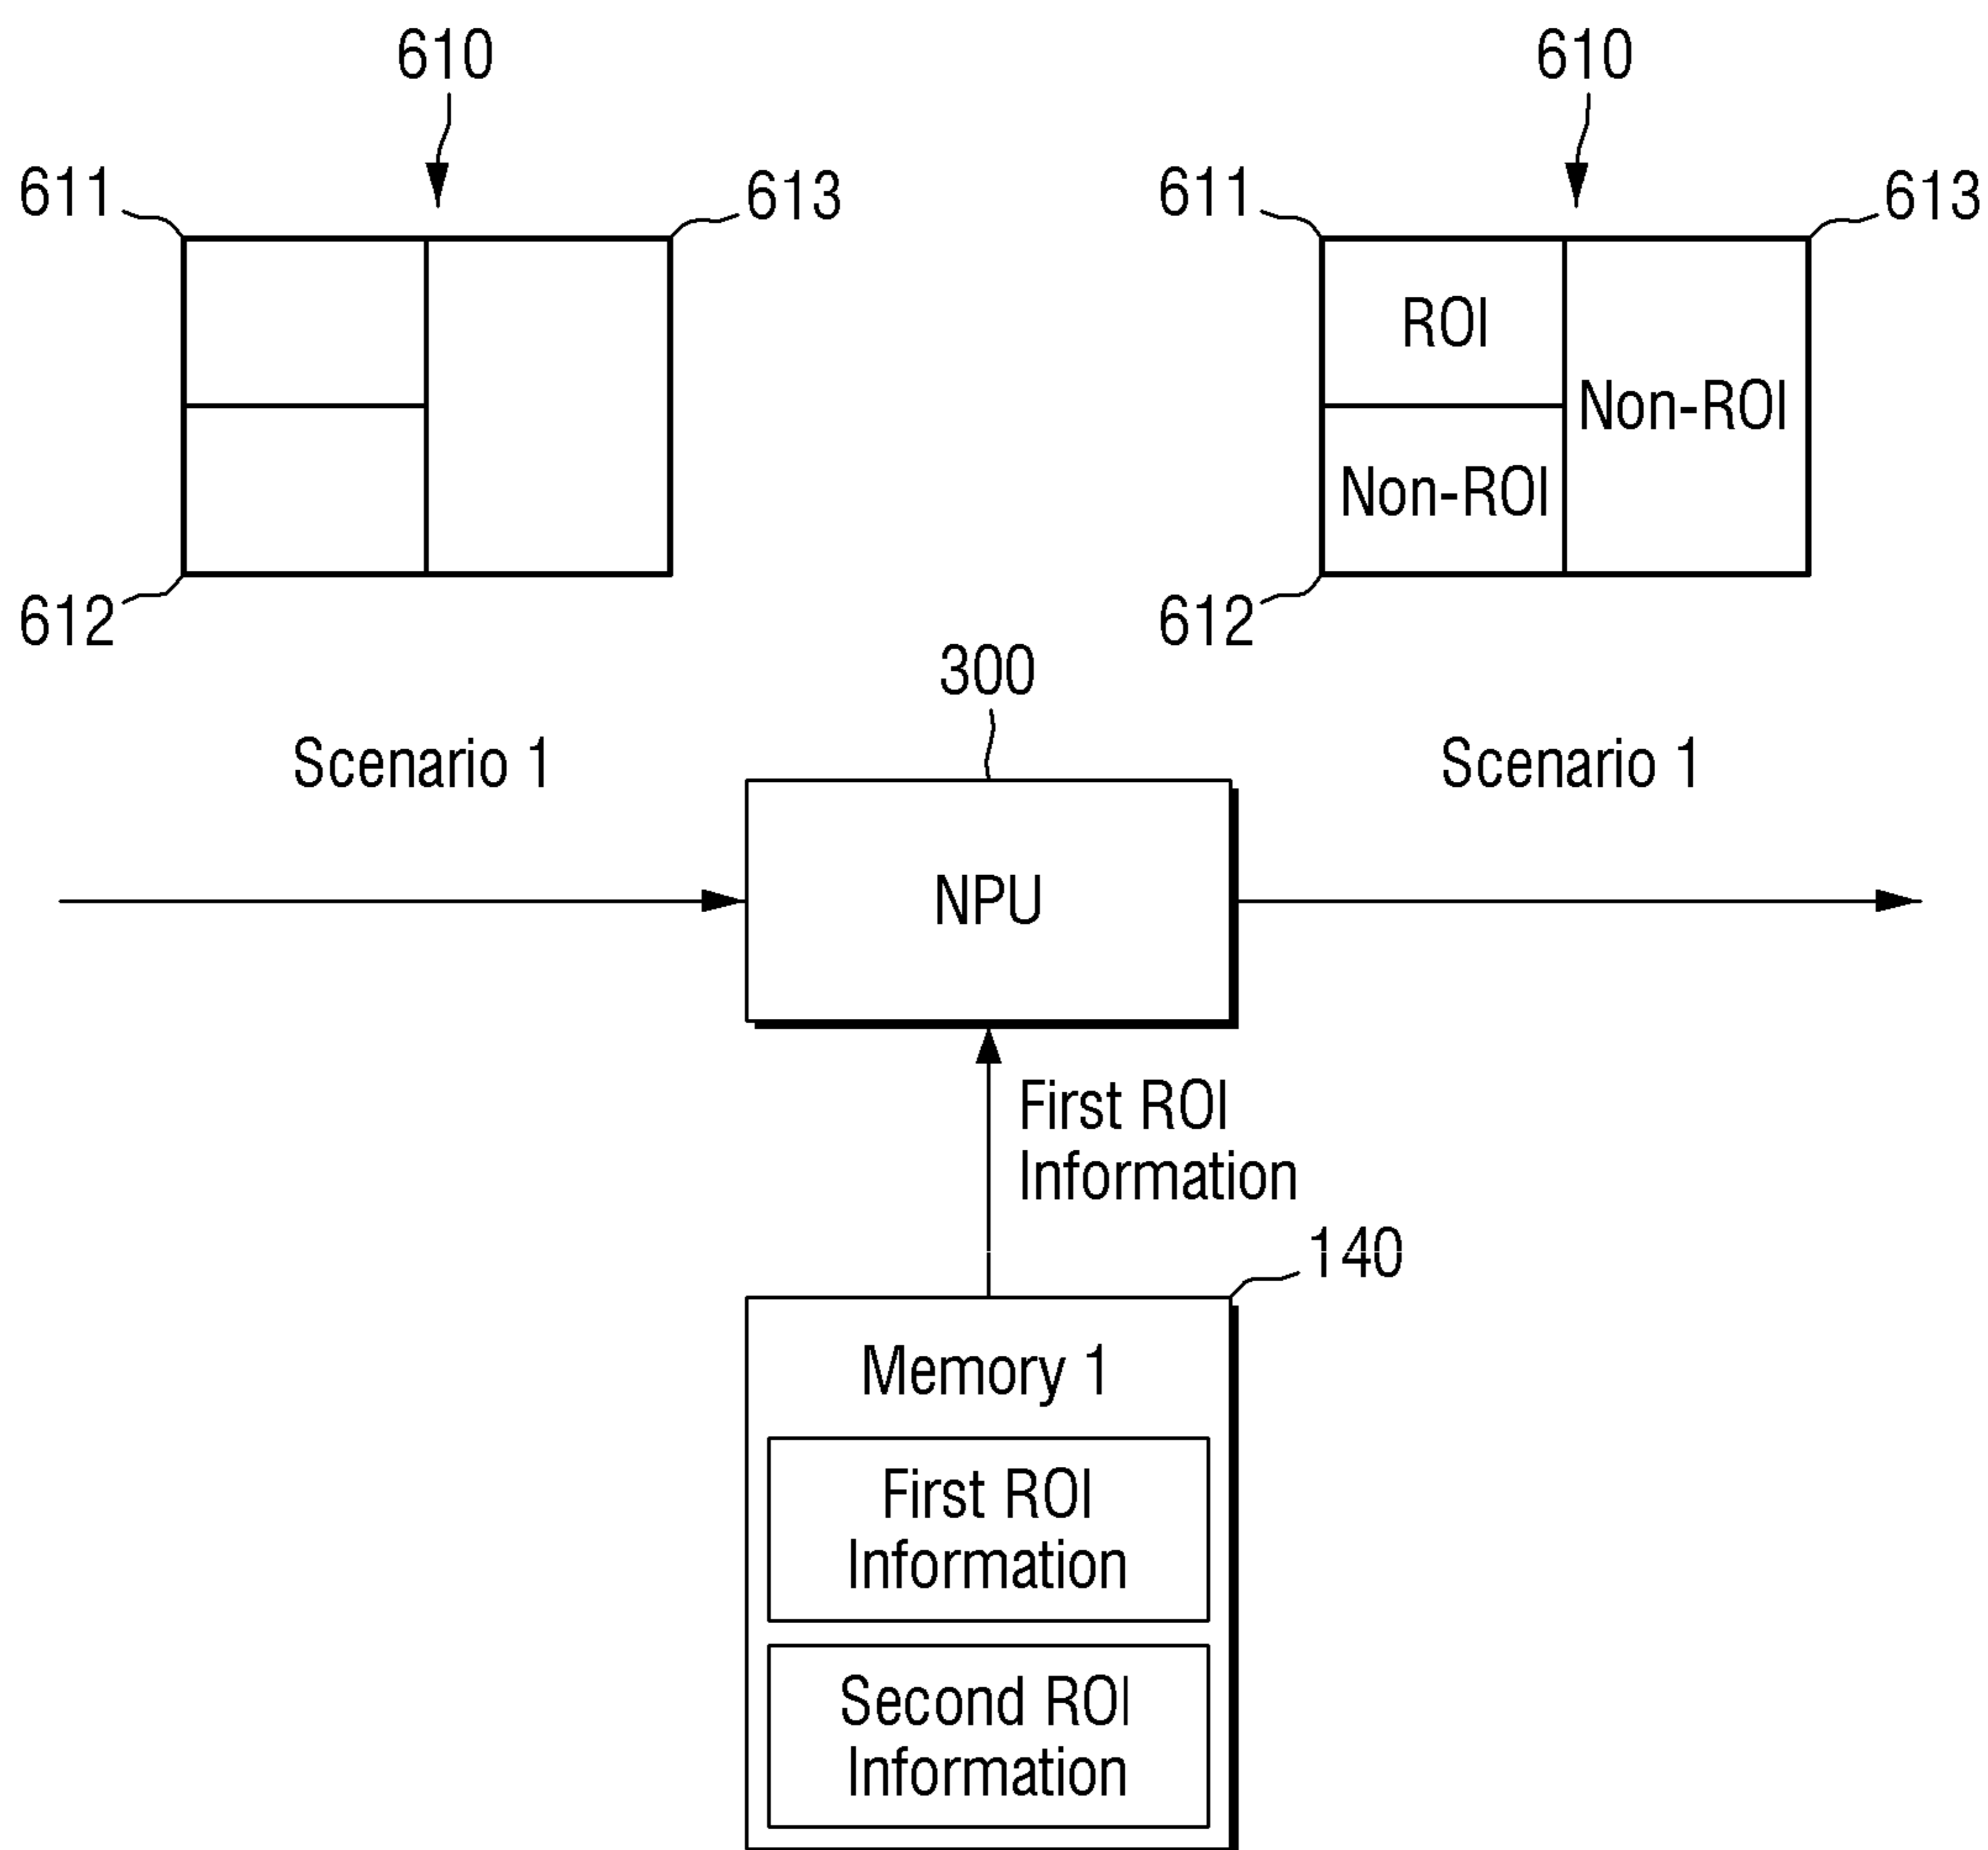 610
610
611
613
611
613
ROI
Non-ROI
Non-ROI
612
612
300
Scenario 1
Scenario 1
NPU
First ROI
Information
140
Memory 1
First ROI
Information
Second ROI
Information